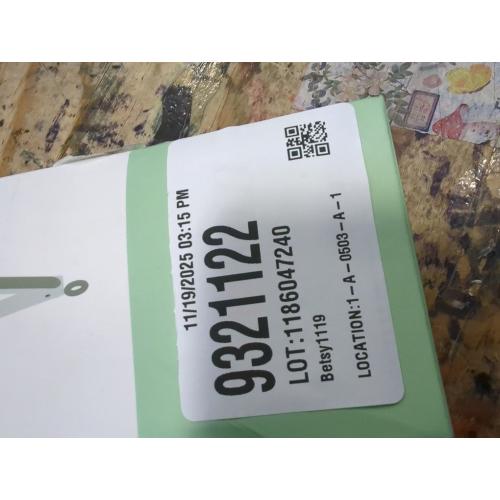 11/19/2025 03:15 PM
9321122
LOT:1186047240
Betsy1119
LOCATION:1-A-0503-A-1